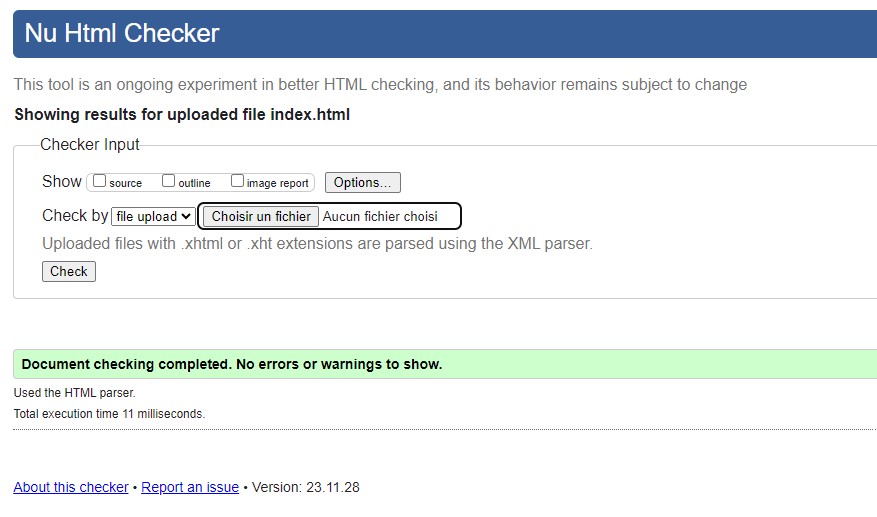 Nu Html Checker
This tool is an ongoing experiment in better HTML checking, and its behavior remains subject to change
Showing results for uploaded file index.html
Checker Input
Show source outline image report Options...
Check by file upload Choisir un fichier Aucun fichier choisi
Uploaded files with .xhtml or .xht extensions are parsed using the XML parser.
Check
Document checking completed. No errors or warnings to show.
Used the HTML parser.
Total execution time 11 milliseconds.
About this checker • Report an issue • Version: 23.11.28